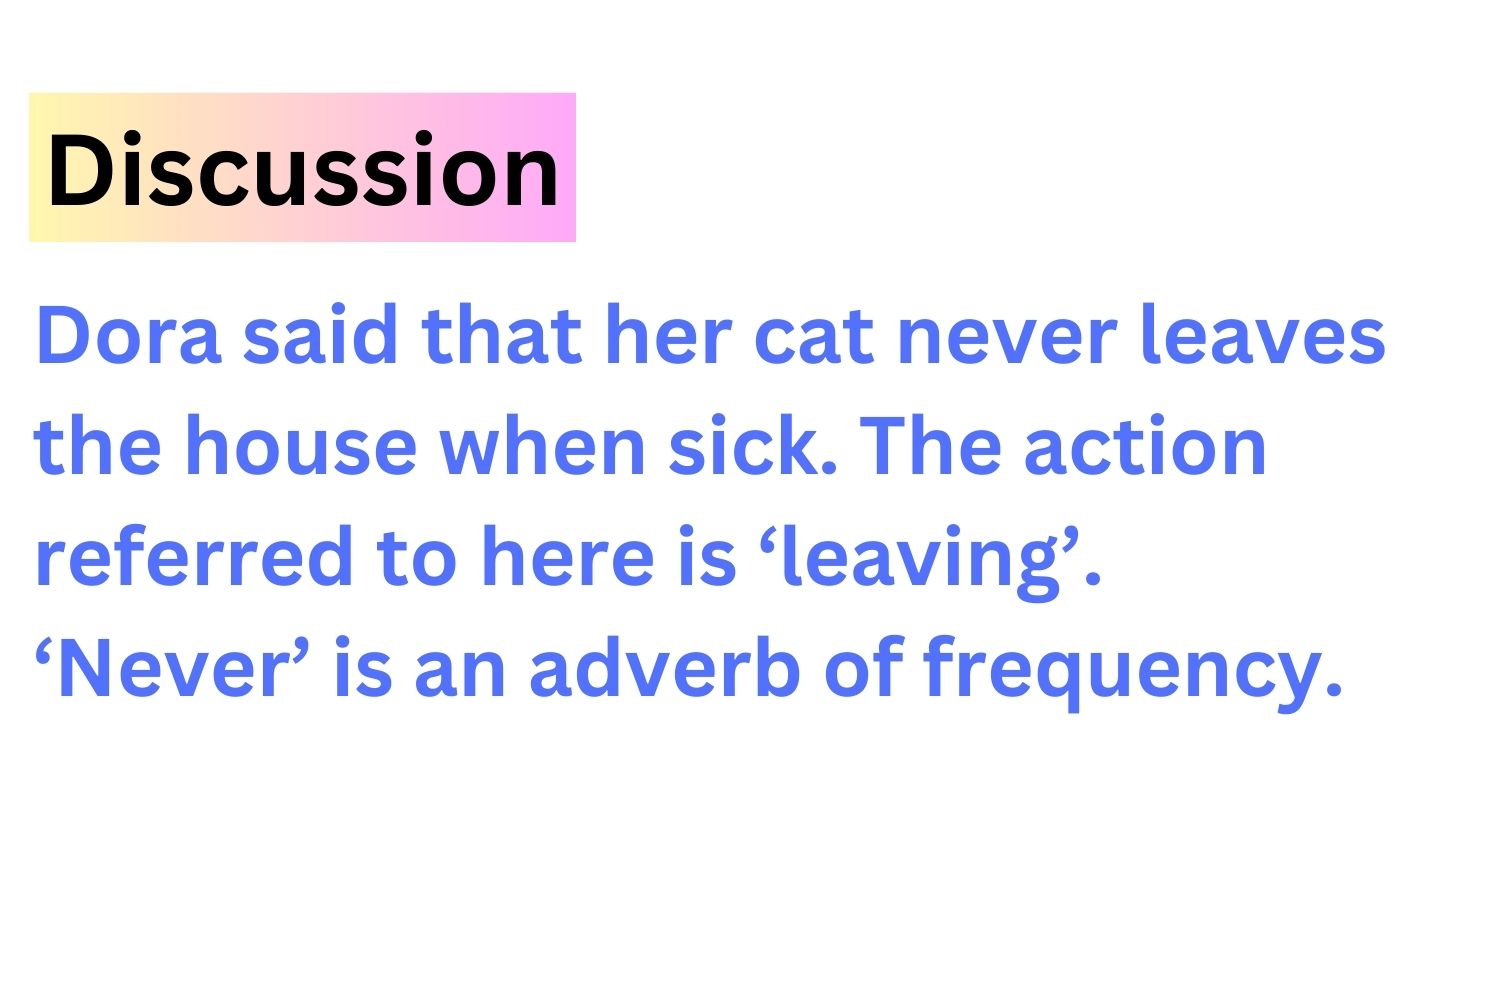 Discussion
Dora said that her cat never leaves
the house when sick. The action
referred to here is ‘leaving’.
‘Never’ is an adverb of frequency.